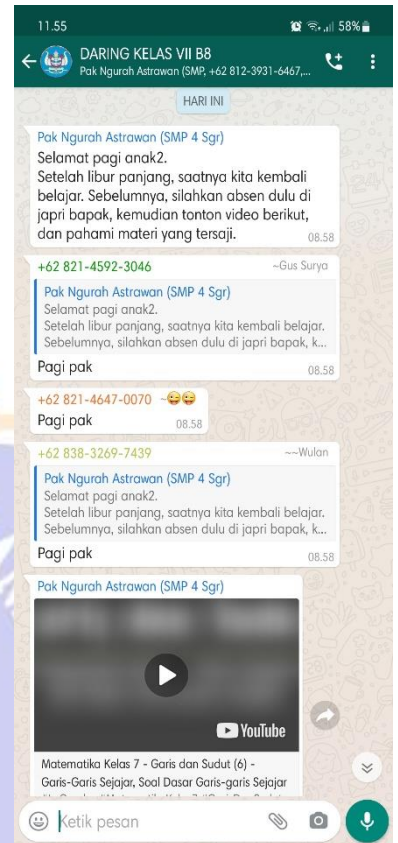 11.55
58%
DARING KELAS VII B8
Pak Ngurah Astrawan (SMP, +62 812-3931-6467,...
HARI INI
Pak Ngurah Astrawan (SMP 4 Sgr)
Selamat pagi anak2.
Setelah libur panjang, saatnya kita kembali
belajar. Sebelumnya, silahkan absen dulu di
japri bapak, kemudian tonton video berikut,
dan pahami materi yang tersaji.
08.58
+62 821-4592-3046 ~Gus Surya
Pak Ngurah Astrawan (SMP 4 Sgr)
Selamat pagi anak2.
Setelah libur panjang, saatnya kita kembali belajar.
Sebelumnya, silahkan absen dulu di japri bapak, k...
Pagi pak
08.58
+62 821-4647-0070 ~😜😜
Pagi pak
08.58
+62 838-3269-7439 ~~Wulan
Pak Ngurah Astrawan (SMP 4 Sgr)
Selamat pagi anak2.
Setelah libur panjang, saatnya kita kembali belajar.
Sebelumnya, silahkan absen dulu di japri bapak, k...
Pagi pak
08.58
Pak Ngurah Astrawan (SMP 4 Sgr)
YouTube
Matematika Kelas 7 - Garis dan Sudut (6) -
Garis-Garis Sejajar, Soal Dasar Garis-garis Sejajar
Ketik pesan